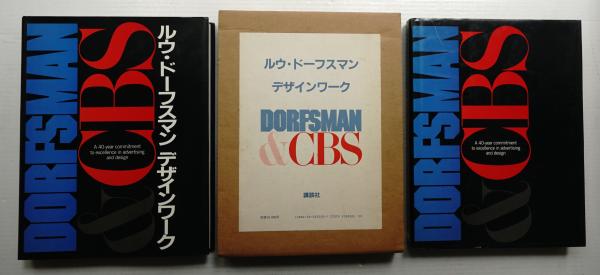 DORFSMAN
& CBS
A 40-year commitment
to excellence in advertising
and design
ルウ・ドーフスマン デザインワーク
ルウ・ドーフスマン
デザインワーク
DORFSMAN
& CBS
講談社
DORFSMAN
& CBS
A 40-year commitment
to excellence in advertising
and design